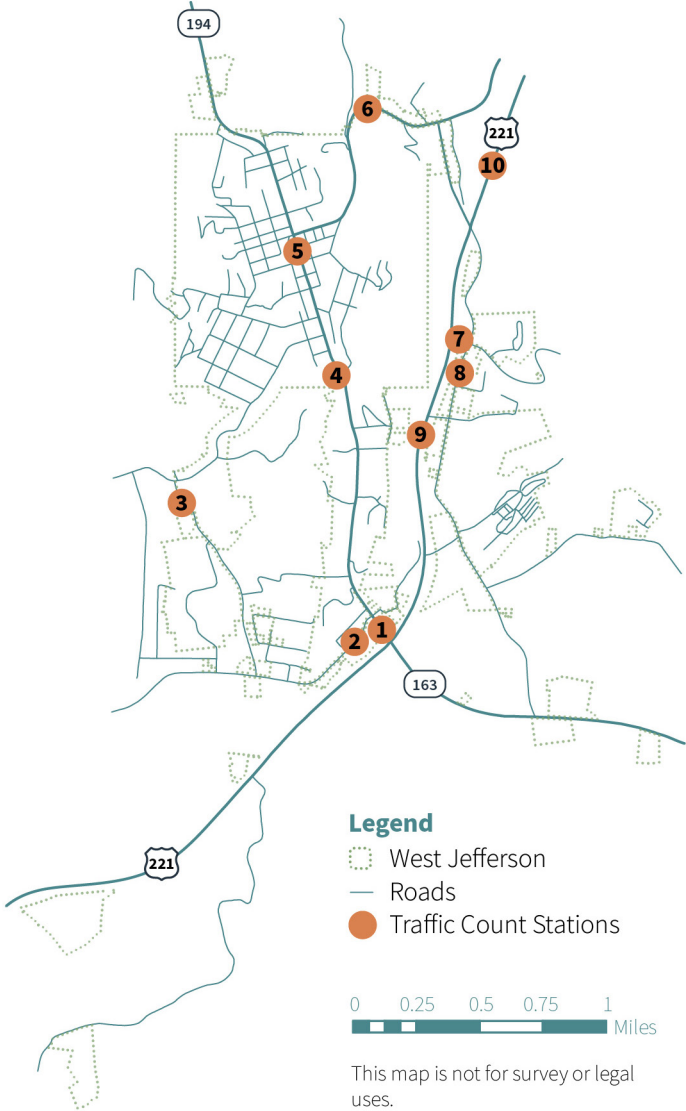 194
6
221
10
5
7
8
4
9
3
1
2
163
221
Legend
West Jefferson
Roads
Traffic Count Stations
0 0.25 0.5 0.75 1
Miles
This map is not for survey or legal
uses.